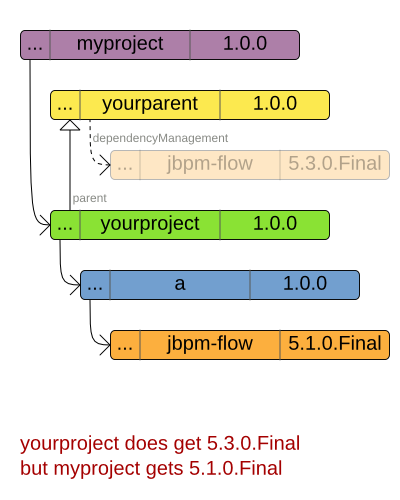 ... myproject 1.0.0
... yourparent 1.0.0
dependencyManagement
... jbpm-flow 5.3.0.Final
parent
... yourproject 1.0.0
... a 1.0.0
... jbpm-flow 5.1.0.Final
yourproject does get 5.3.0.Final
but myproject gets 5.1.0.Final